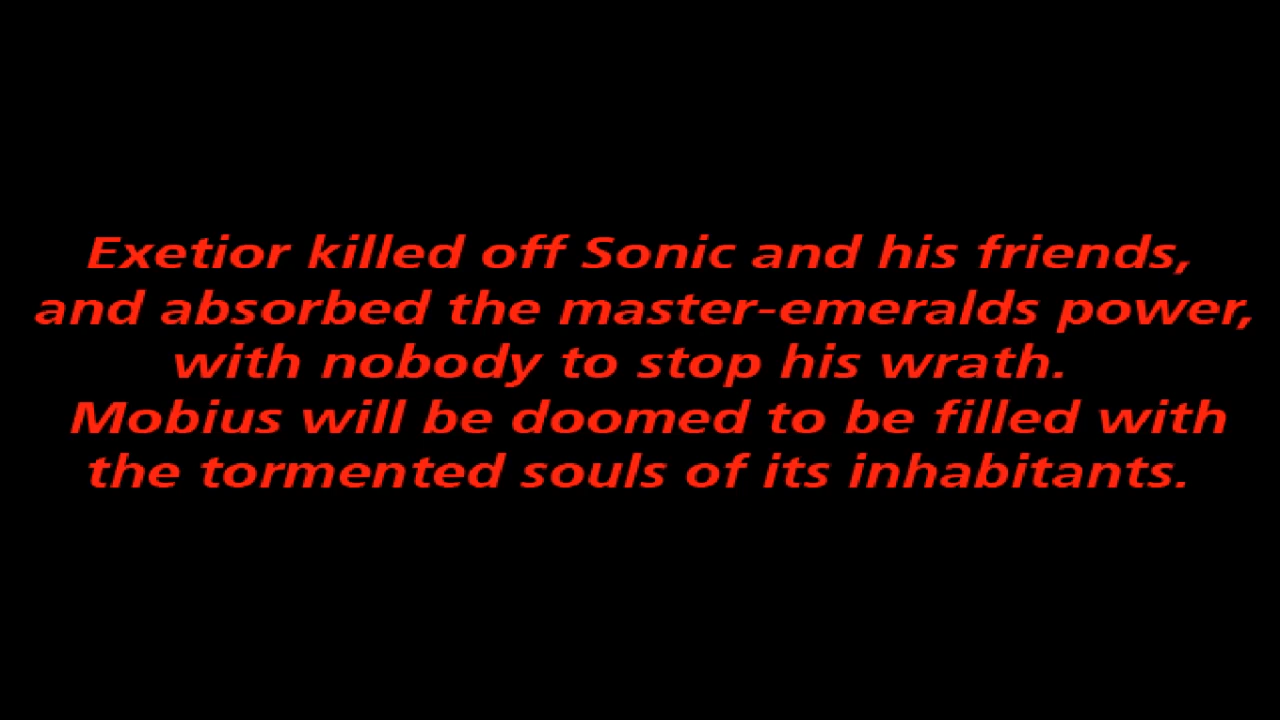 Exetior killed off Sonic and his friends,
and absorbed the master-emeralds power,
with nobody to stop his wrath.
Mobius will be doomed to be filled with
the tormented souls of its inhabitants.